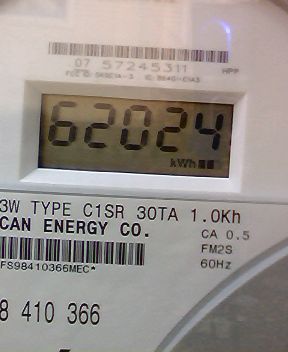 07 57245311 HPP
62024
kWh
3W TYPE C1SR 30TA 1.0Kh
CAN ENERGY CO. CA 0.5
FM2S
FS98410366MEC* 60Hz
8 410 366